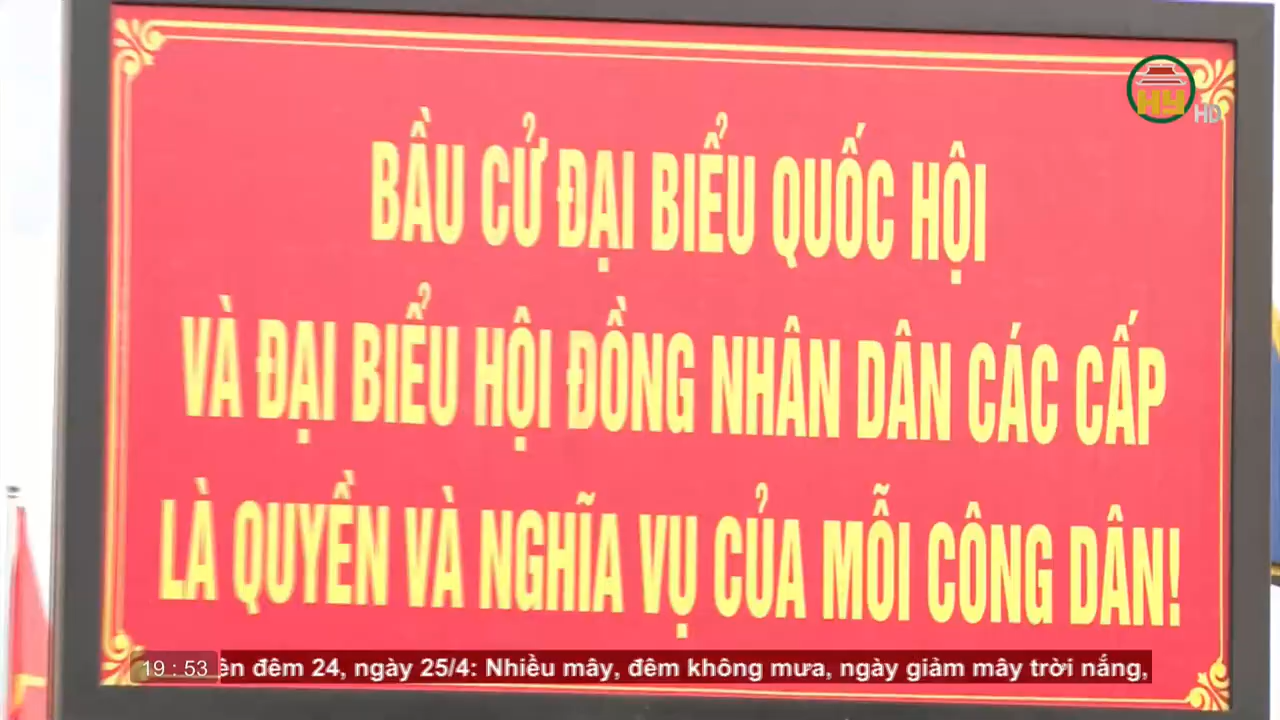 HY HD
BẦU CỬ ĐẠI BIỂU QUỐC HỘI
VÀ ĐẠI BIỂU HỘI ĐỒNG NHÂN DÂN CÁC CẤP
LÀ QUYỀN VÀ NGHĨA VỤ CỦA MỖI CÔNG DÂN!
19 : 53 đêm 24, ngày 25/4: Nhiều mây, đêm không mưa, ngày giảm mây trời nắng,